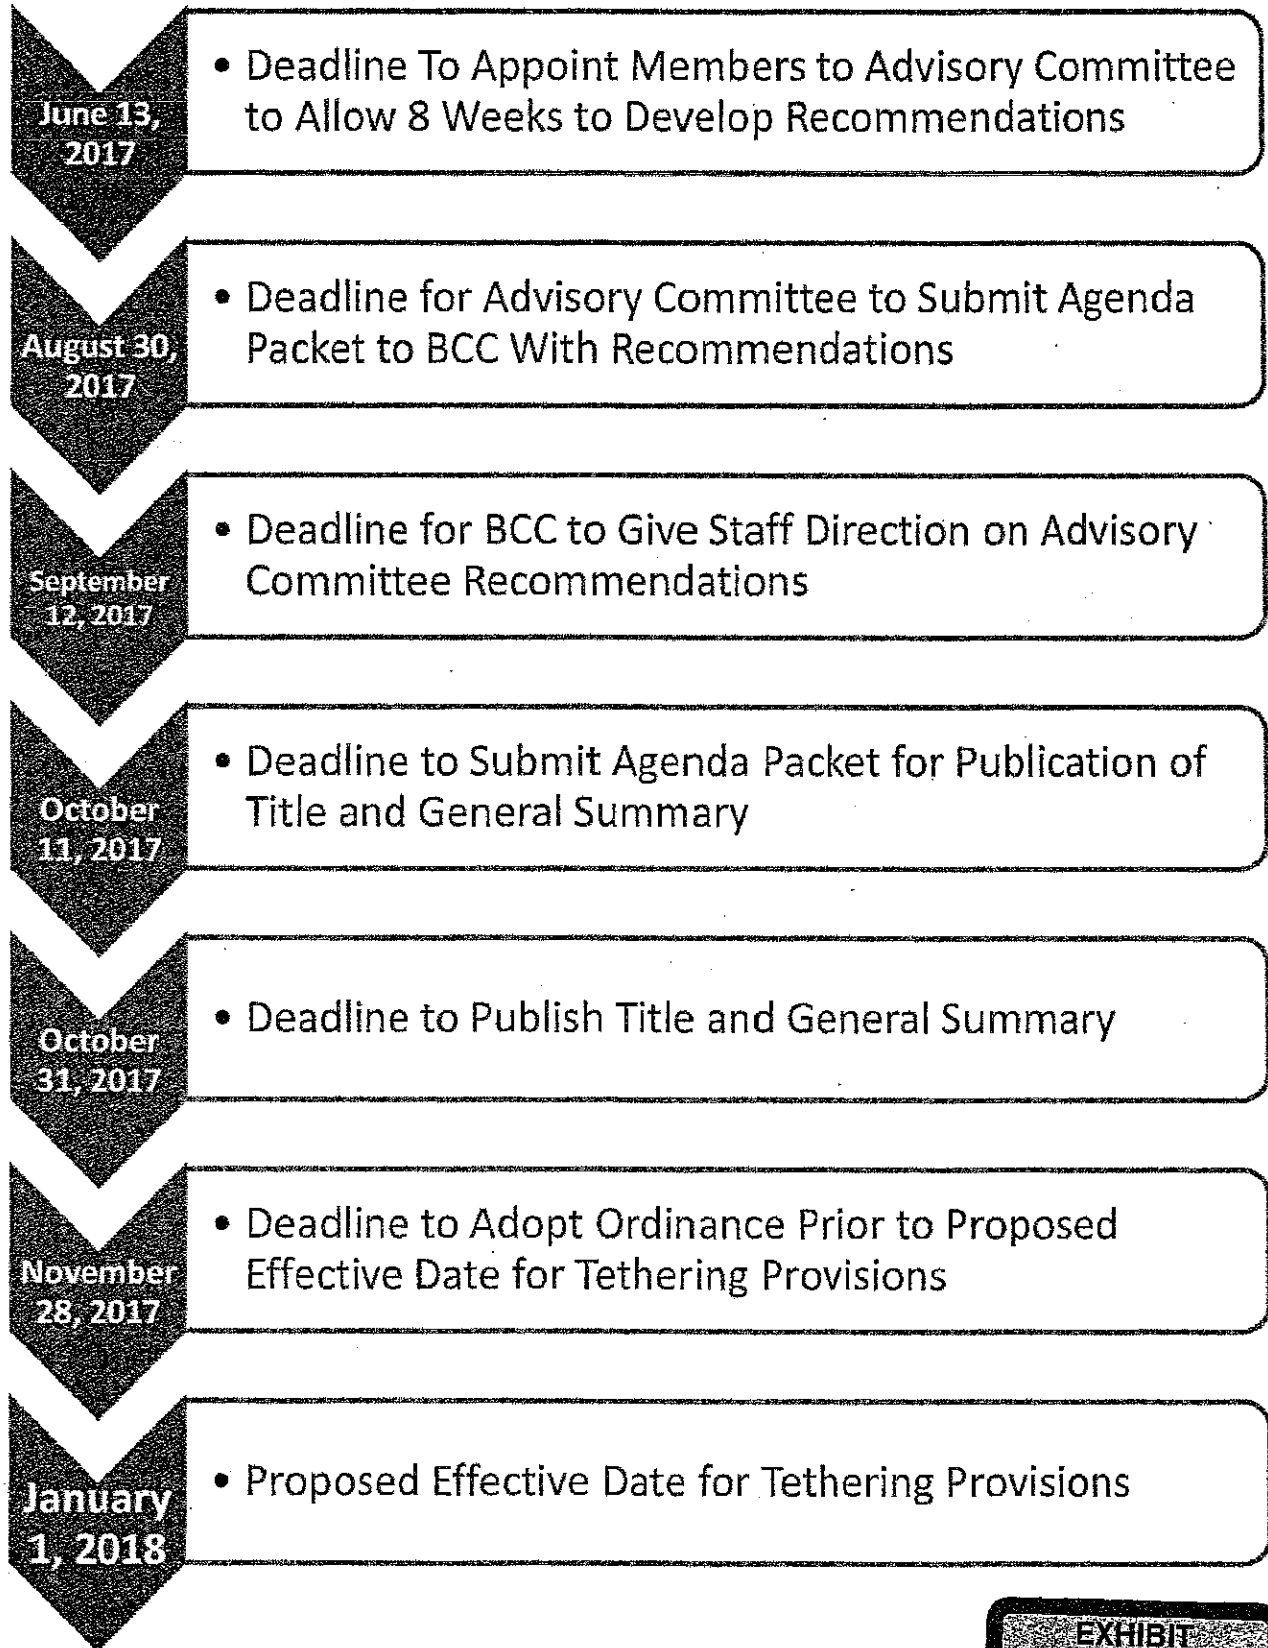 June 13,
2017
• Deadline To Appoint Members to Advisory Committee
to Allow 8 Weeks to Develop Recommendations
August 30,
2017
• Deadline for Advisory Committee to Submit Agenda
Packet to BCC With Recommendations
September
12, 2017
• Deadline for BCC to Give Staff Direction on Advisory
Committee Recommendations
October
11, 2017
• Deadline to Submit Agenda Packet for Publication of
Title and General Summary
October
31, 2017
• Deadline to Publish Title and General Summary
November
28, 2017
• Deadline to Adopt Ordinance Prior to Proposed
Effective Date for Tethering Provisions
January
1, 2018
• Proposed Effective Date for Tethering Provisions
EXHIBIT